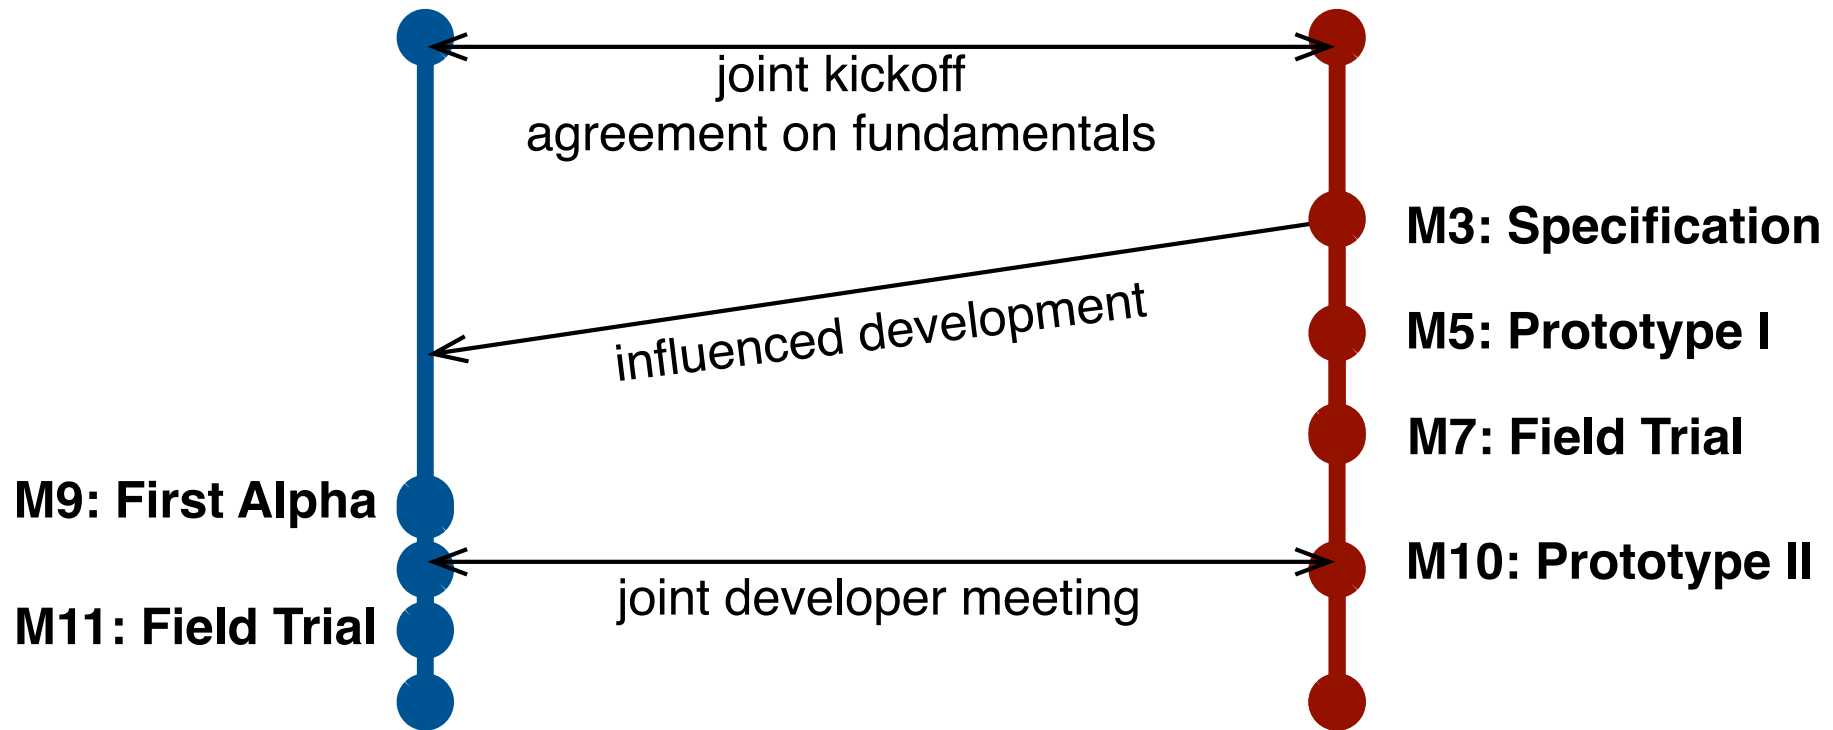 joint kickoff
agreement on fundamentals
M3: Specification
influenced development
M5: Prototype I
M7: Field Trial
M9: First Alpha
M10: Prototype II
joint developer meeting
M11: Field Trial